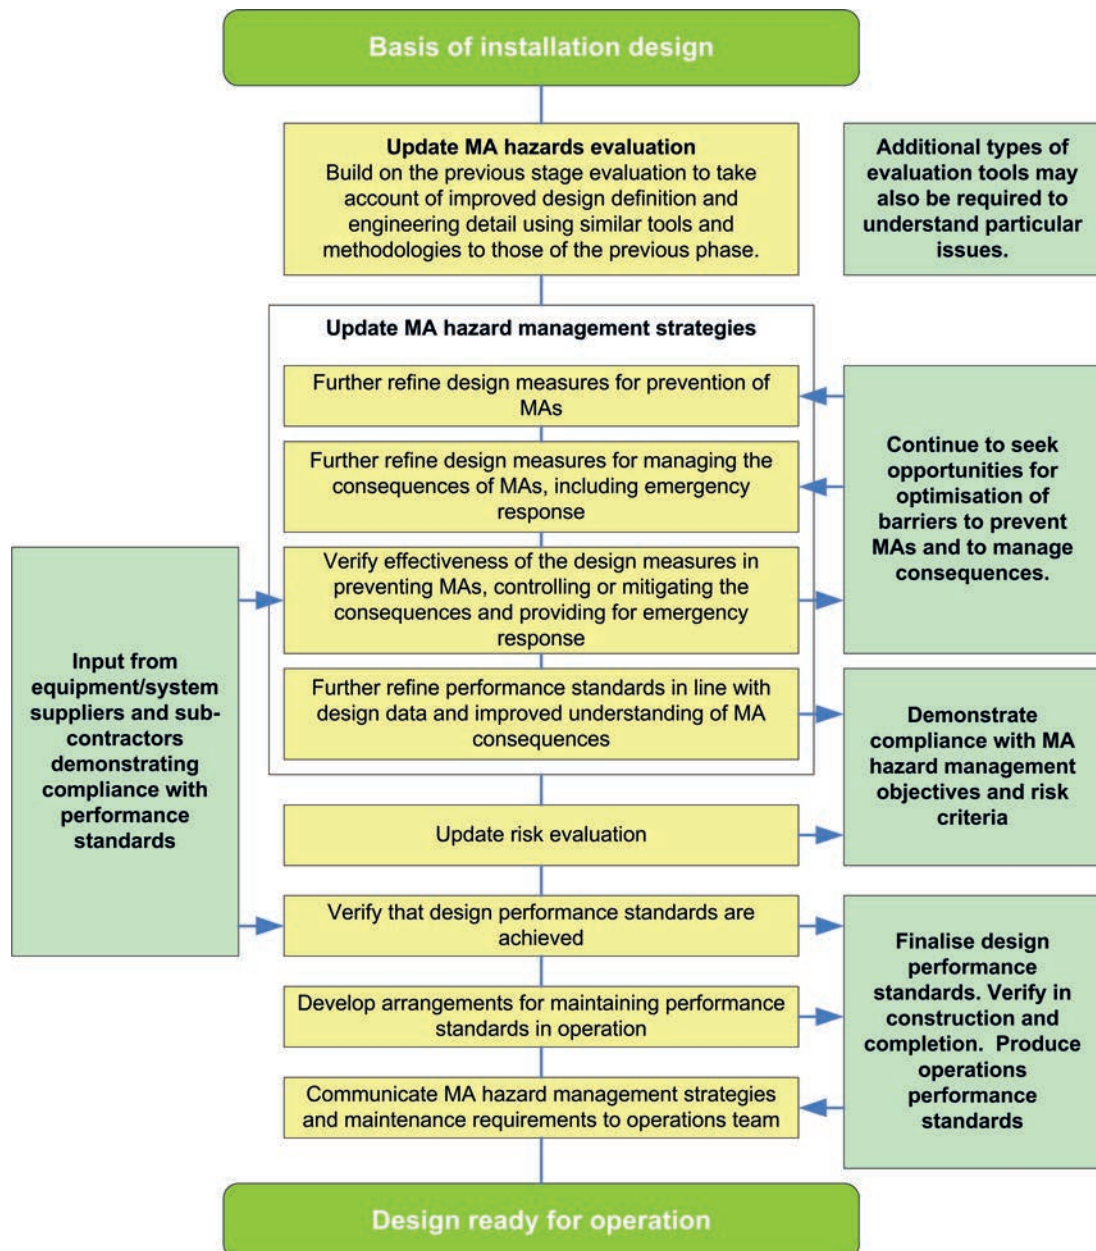 Basis of installation design
Update MA hazards evaluation
Build on the previous stage evaluation to take
account of improved design definition and
engineering detail using similar tools and
methodologies to those of the previous phase.
Additional types of
evaluation tools may
also be required to
understand particular
issues.
Update MA hazard management strategies
Further refine design measures for prevention of
MAs
Further refine design measures for managing the
consequences of MAs, including emergency
response
Continue to seek
opportunities for
optimisation of
barriers to prevent
MAs and to manage
consequences.
Verify effectiveness of the design measures in
preventing MAs, controlling or mitigating the
consequences and providing for emergency
response
Input from
equipment/system
suppliers and sub-
contractors
demonstrating
compliance with
performance
standards
Further refine performance standards in line with
design data and improved understanding of MA
consequences
Demonstrate
compliance with MA
hazard management
objectives and risk
criteria
Update risk evaluation
Verify that design performance standards are
achieved
Finalise design
performance
standards. Verify in
construction and
completion.  Produce
operations
performance
standards
Develop arrangements for maintaining performance
standards in operation
Communicate MA hazard management strategies
and maintenance requirements to operations team
Design ready for operation